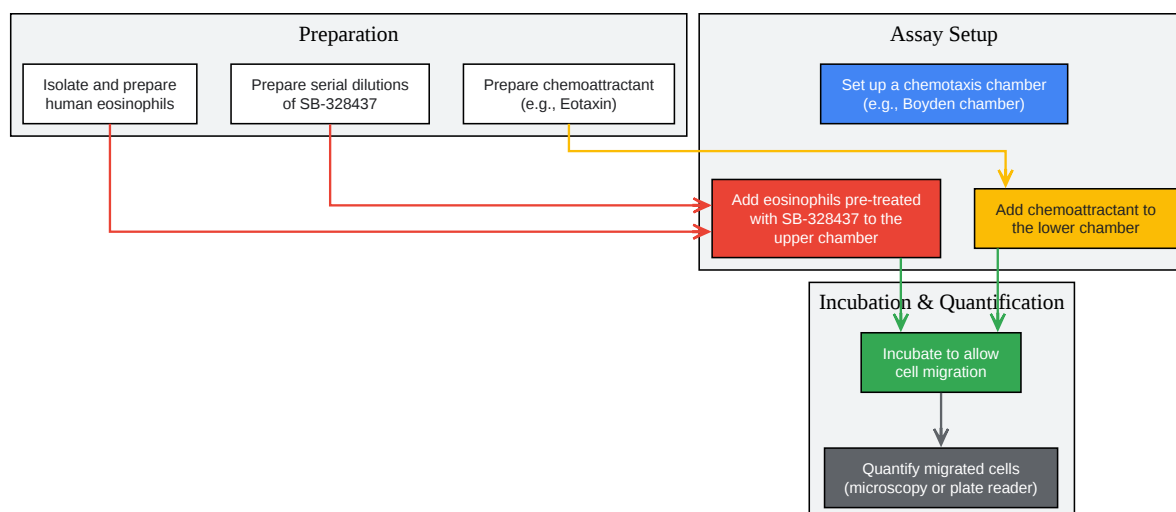 Preparation
Isolate and prepare
human eosinophils
Prepare serial dilutions
of SB-328437
Prepare chemoattractant
(e.g., Eotaxin)
Assay Setup
Set up a chemotaxis chamber
(e.g., Boyden chamber)
Add eosinophils pre-treated
with SB-328437 to the
upper chamber
Add chemoattractant to
the lower chamber
Incubation & Quantification
Incubate to allow
cell migration
Quantify migrated cells
(microscopy or plate reader)